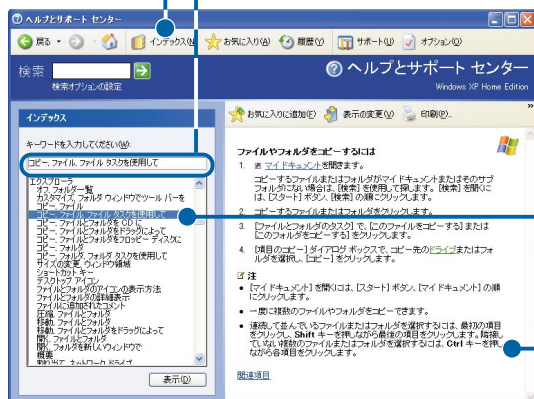 ヘルプとサポート センター
戻る
インデックス(N)
お気に入り(A)
履歴(Y)
サポート(U)
オプション(O)
検索
検索オプションの設定
ヘルプとサポート センター
Windows XP Home Edition
インデックス
お気に入りに追加(F)
表示の変更(V)
印刷(P)...
キーワードを入力してください(W):
コピー, ファイル, ファイル タスクを使用して
エクスプローラ
オフ, フォルダ一覧
カスタマイズ, フォルダ ウィンドウでツール バーを
コピー, ファイル
コピー, ファイル, ファイル タスクを使用して
コピー, ファイルとフォルダを CD に
コピー, ファイルとフォルダをドラッグによって
コピー, ファイルとフォルダをフロッピー ディスクに
コピー, フォルダ
コピー, フォルダ, フォルダ タスクを使用して
サイズの変更, ウィンドウ領域
ショートカット キー
デスクトップ アイコン
ファイルとフォルダのアイコンの表示方法
ファイルとフォルダの詳細表示
ファイルに追加されたコメント
圧縮, ファイルとフォルダ
移動, ファイルとフォルダ
移動, ファイルとフォルダをドラッグによって
開く, ファイルとフォルダ
開く, フォルダを新しいウィンドウで
概要
割り当て, ネットワーク ドライブ
表示(D)
ファイルやフォルダをコピーするには
1. マイ ドキュメントを開きます。
コピーするファイルまたはフォルダがマイ ドキュメントまたはそのサブ
フォルダにない場合は、[検索] を使用して探します。[検索] を開くに
は、[スタート] ボタン、[検索] の順にクリックします。
2. コピーするファイルまたはフォルダをクリックします。
3. [ファイルとフォルダのタスク] で、[このファイルをコピーする] または
[このフォルダをコピーする] をクリックします。
4. [項目のコピー] ダイアログ ボックスで、コピー先のドライブまたはフォ
ルダを選択し、[コピー] をクリックします。
注
• [マイ ドキュメント] を開くには、[スタート] ボタン、[マイ ドキュメント] の順
にクリックします。
• 一度に複数のファイルやフォルダをコピーできます。
• 連続して並んでいるファイルまたはフォルダを選択するには、最初の項目
をクリックし、Shift キーを押しながら最後の項目をクリックします。隣接し
ていない複数のファイルまたはフォルダを選択するには、Ctrl キーを押し
ながら各項目をクリックします。
関連項目